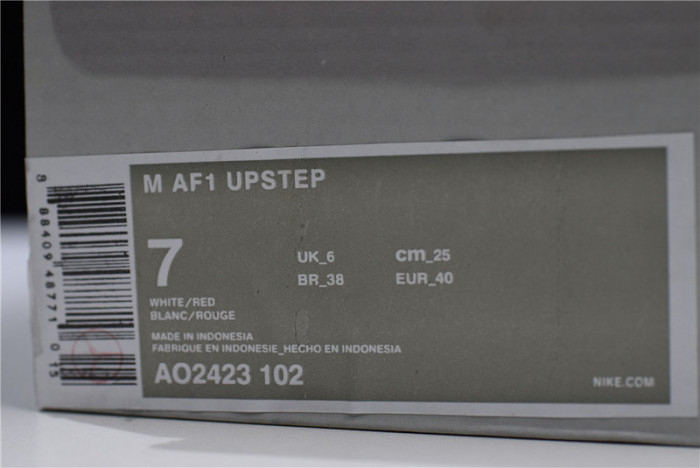 M AF1 UPSTEP
7
UK_6 cm_25
BR_38 EUR_40
WHITE/RED
BLANC/ROUGE
MADE IN INDONESIA
FABRIQUE EN INDONESIE_HECHO EN INDONESIA
AO2423 102
NIKE.COM
8 88409 48771 0 15